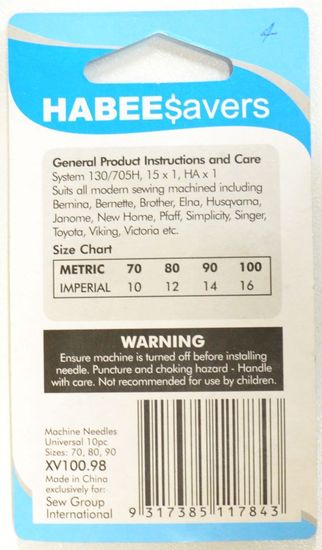 HABEE$avers
General Product Instructions and Care
System 130/705H, 15 x 1, HA x 1
Suits all modern sewing machined including
Bernina, Bernette, Brother, Elna, Husqvarna,
Janome, New Home, Pfaff, Simplicity, Singer,
Toyota, Viking, Victoria etc.
Size Chart
METRIC 70 80 90 100
IMPERIAL 10 12 14 16
WARNING
Ensure machine is turned off before installing
needle. Puncture and choking hazard - Handle
with care. Not recommended for use by children.
Machine Needles
Universal 10pc
Sizes: 70, 80, 90
XV100.98
Made in China
exclusively for:
Sew Group
International
9 317385 117843